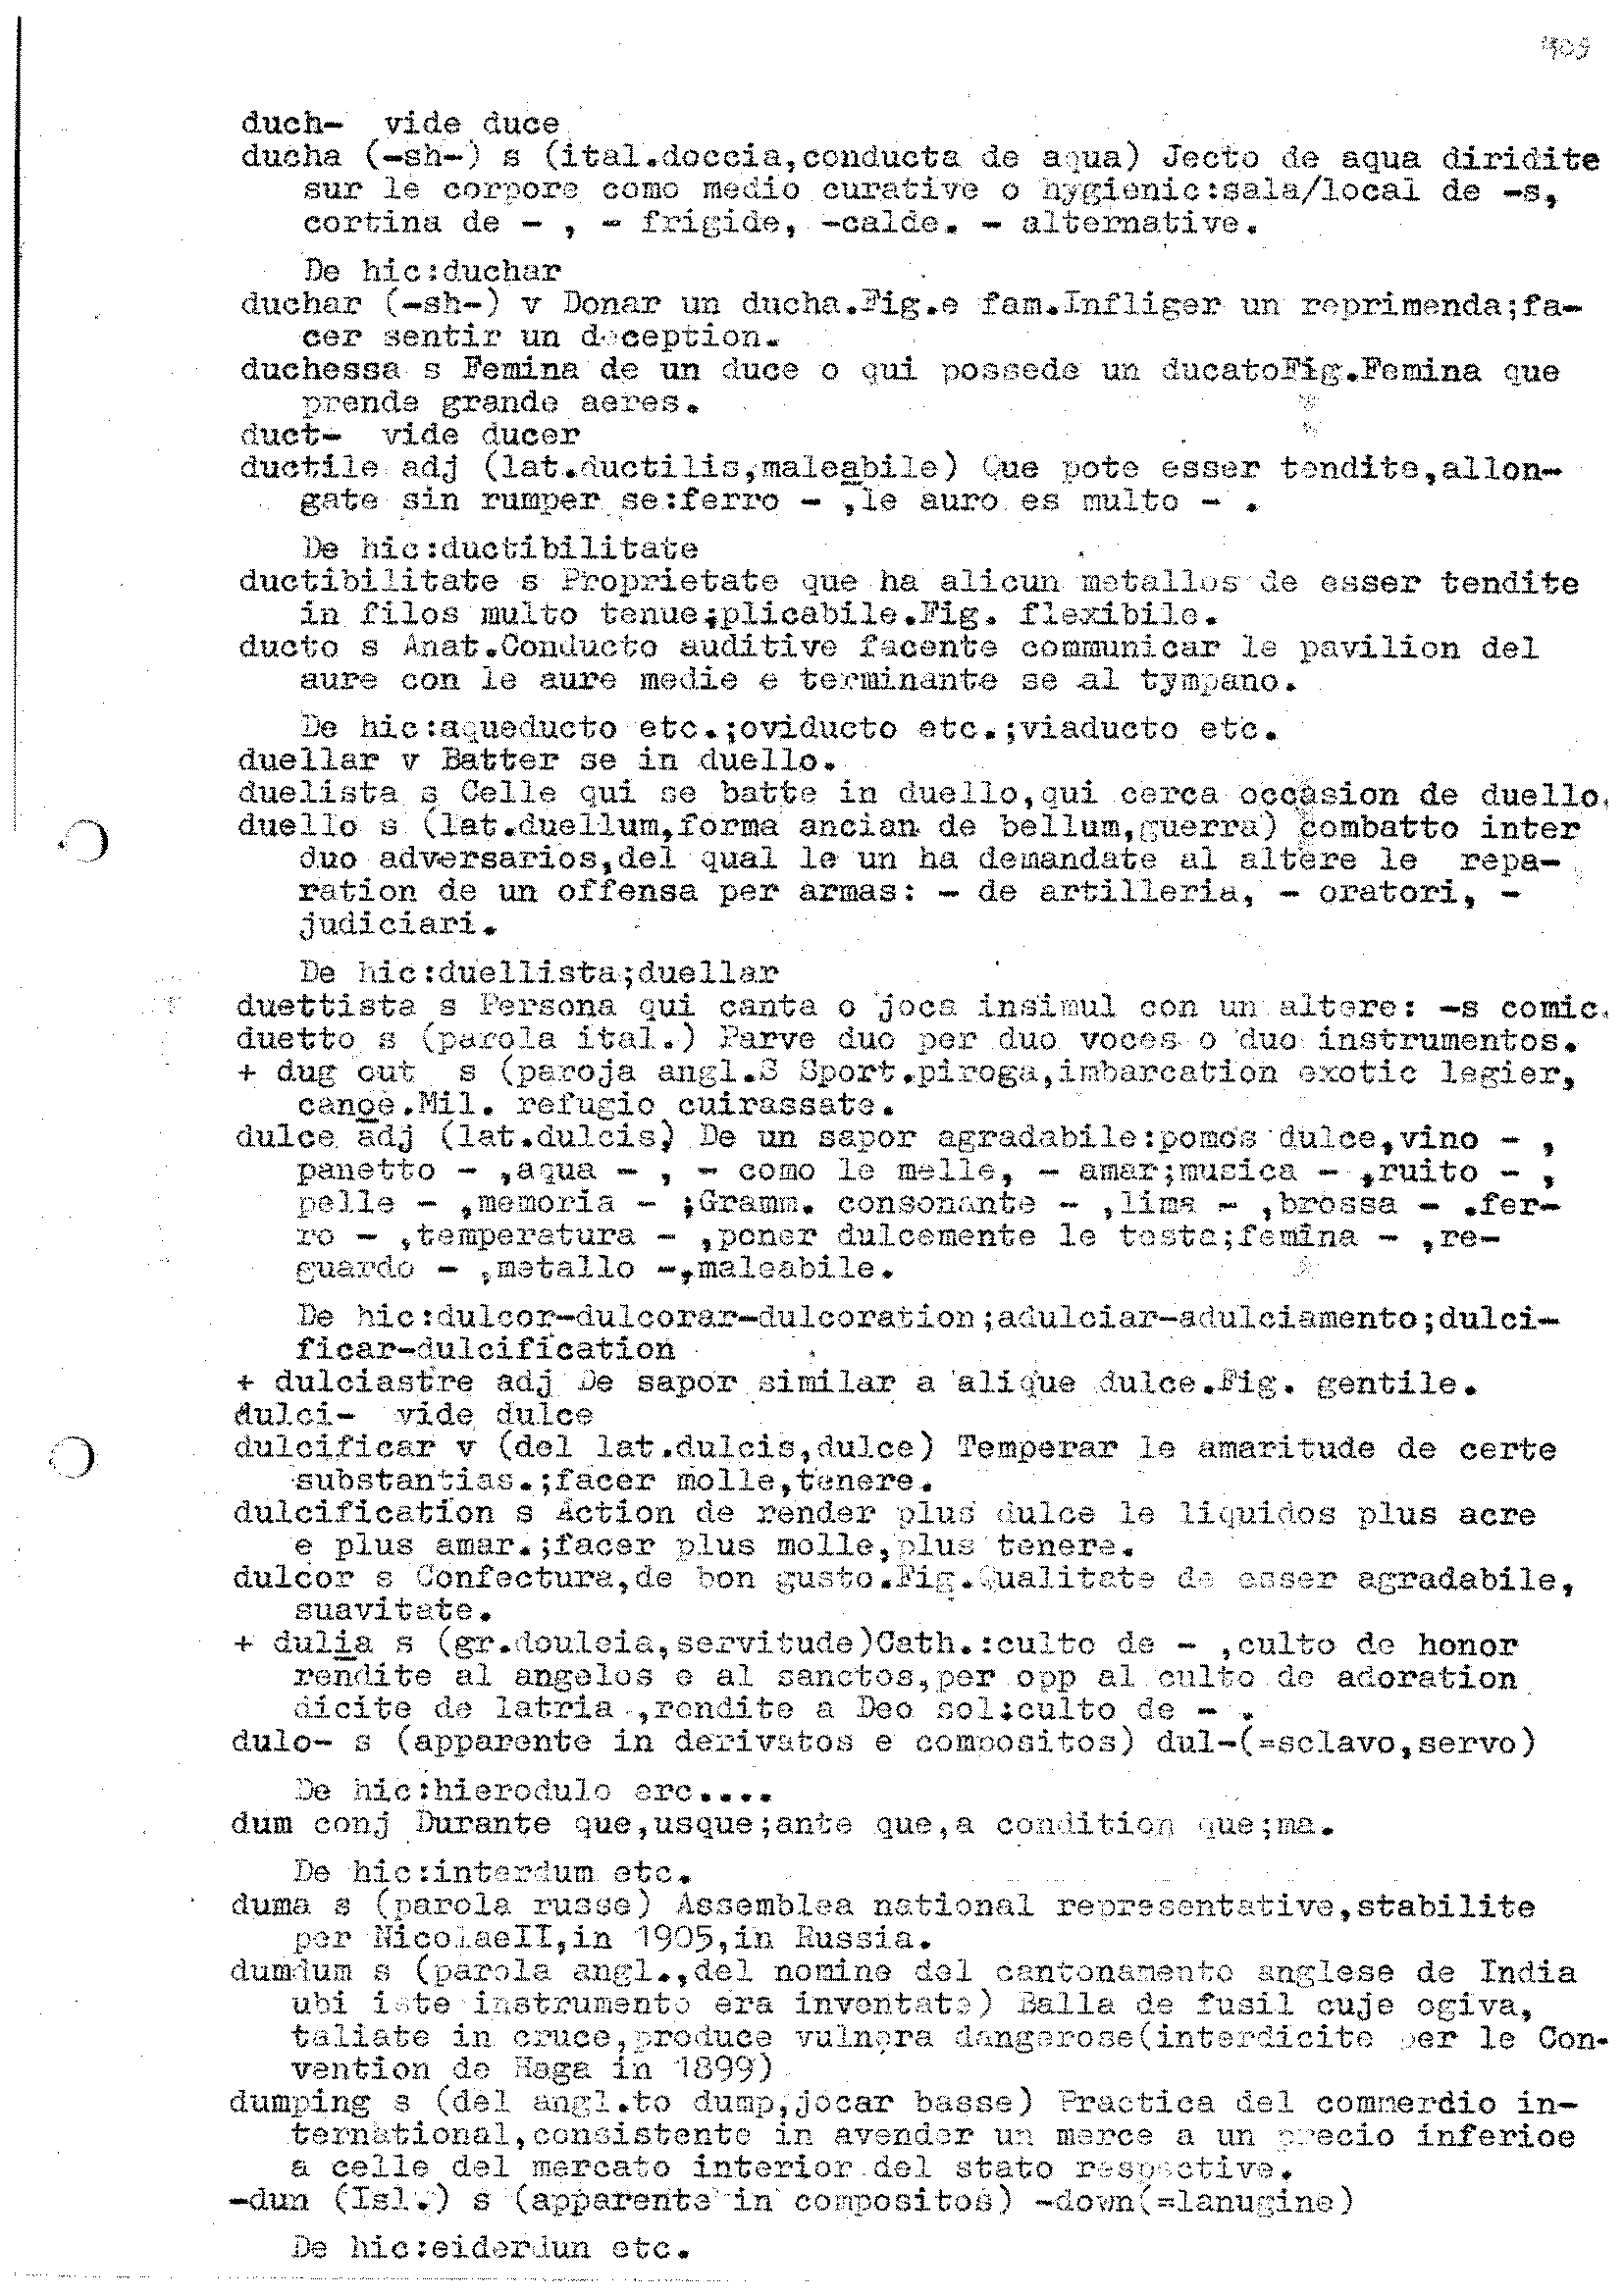 duch- vide duce
ducha (-sh-) s (ital.doccia,conducta de aqua) Jecto de aqua diridite
sur le corpore como medio curative o hygienic:sala/local de -s,
cortina de - , - frigide, -calde. - alternative.
De hic:duchar
duchar (-sh-) v Donar un ducha.Fig.e fam.Infliger un reprimenda;fa-
cer sentir un deception.
duchessa s Femina de un duce o qui possede un ducatoFig.Femina que
prende grande aeres.
duct- vide ducer
ductile adj (lat.ductilis,maleabile) Que pote esser tendite,allon-
gate sin rumper se:ferro - ,le auro es multo - .
De hic:ductibilitate
ductibilitate s Proprietate que ha alicun metallos de esser tendite
in filos multo tenue;plicabile.Fig. flexibile.
ducto s Anat.Conducto auditive facente communicar le pavilion del
aure con le aure medie e terminante se al tympano.
De hic:aqueducto etc.;oviducto etc.;viaducto etc.
duellar v Batter se in duello.
duelista s Celle qui se batte in duello,qui cerca occasion de duello.
duello s (lat.duellum,forma ancian de bellum,guerra) combatto inter
duo adversarios,del qual le un ha demandate al altere le repa-
ration de un offensa per armas: - de artilleria, - oratori, -
judiciari.
De hic:duellista;duellar
duettista s Persona qui canta o joca insimul con un altere: -s comic.
duetto s (parola ital.) Parve duo per duo voces o duo instrumentos.
+ dug out s (paroja angl.S Sport.piroga,imbarcation exotic legier,
canoe.Mil. refugio cuirassate.
dulce adj (lat.dulcis) De un sapor agradabile:pomos dulce,vino - ,
panetto - ,aqua - , - como le melle, - amar;musica - ,ruito - ,
pelle - ,memoria - ;Gramm. consonante - ,lima - ,brossa - .fer-
ro - ,temperatura - ,poner dulcemente le testa;femina - ,re-
guardo - ,metallo -,maleabile.
De hic:dulcor-dulcorar-dulcoration;adulciar-adulciamento;dulci-
ficar-dulcification
+ dulciastre adj De sapor similar a alique dulce.Fig. gentile.
dulci- vide dulce
dulcificar v (del lat.dulcis,dulce) Temperar le amaritude de certe
substantias.;facer molle,tenere.
dulcification s Action de render plus dulce le liquidos plus acre
e plus amar.;facer plus molle,plus tenere.
dulcor s Confectura,de bon gusto.Fig.Qualitate de esser agradabile,
suavitate.
+ dulia s (gr.douleia,servitude)Cath.:culto de - ,culto de honor
rendite al angelos e al sanctos,per opp al culto de adoration
dicite de latria ,rendite a Deo sol:culto de - .
dulo- s (apparente in derivatos e compositos) dul-(=sclavo,servo)
De hic:hierodulo erc....
dum conj Durante que,usque;ante que,a condition que;ma.
De hic:interdum etc.
duma s (parola russe) Assemblea national representative,stabilite
per NicolaeII,in 1905,in Russia.
dumdum s (parola angl.,del nomine del cantonamento anglese de India
ubi iste instrumento era inventate) Balla de fusil cuje ogiva,
taliate in cruce,produce vulnera dangerose(interdicite per le Con-
vention de Haga in 1899)
dumping s (del angl.to dump,jocar basse) Practica del commerdio in-
ternational,consistente in avender un merce a un precio inferioe
a celle del mercato interior del stato respective.
-dun (Isl.) s (apparente in compositos) -down(=lanugine)
De hic:eiderdun etc.